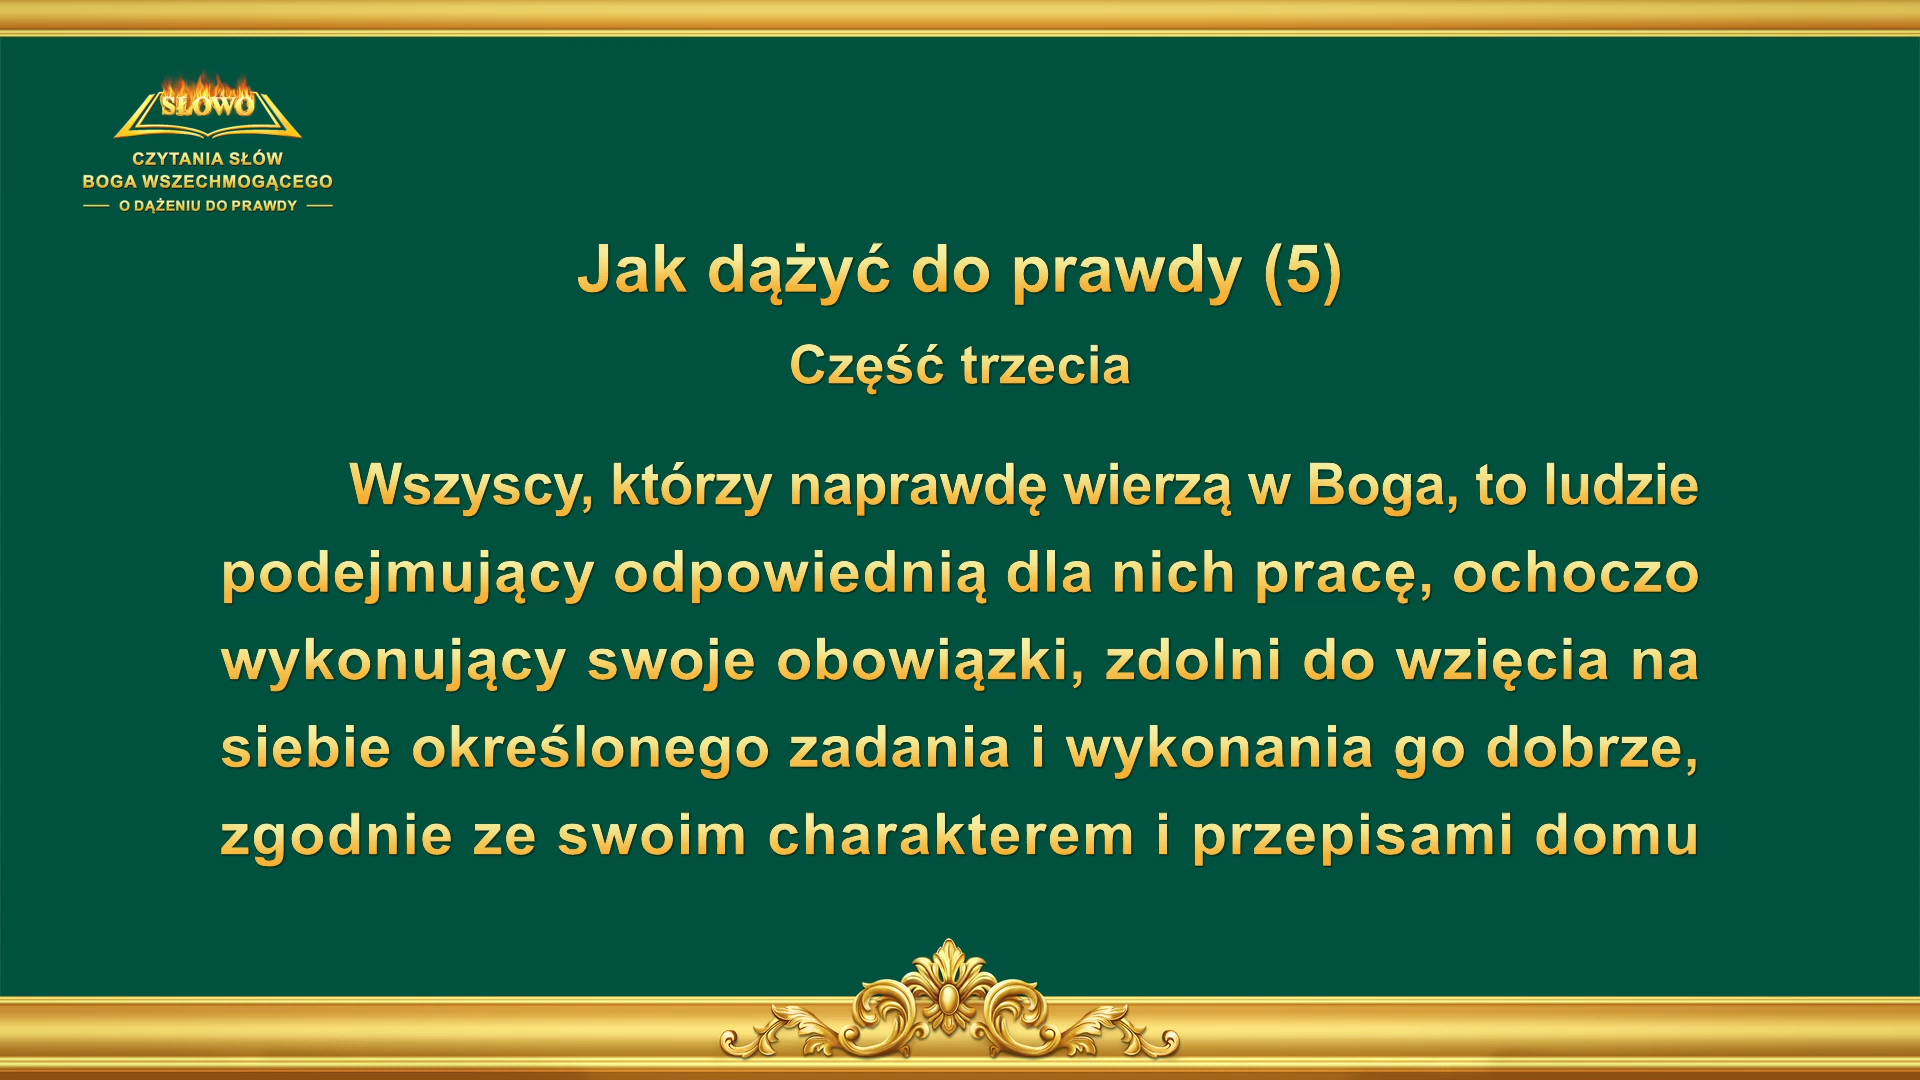 SŁOWO
CZYTANIA SŁÓW
BOGA WSZECHMOGĄCEGO
O DĄŻENIU DO PRAWDY
Jak dążyć do prawdy (5)
Część trzecia
Wszyscy, którzy naprawdę wierzą w Boga, to ludzie
podejmujący odpowiednią dla nich pracę, ochoczo
wykonujący swoje obowiązki, zdolni do wzięcia na
siebie określonego zadania i wykonania go dobrze,
zgodnie ze swoim charakterem i przepisami domu